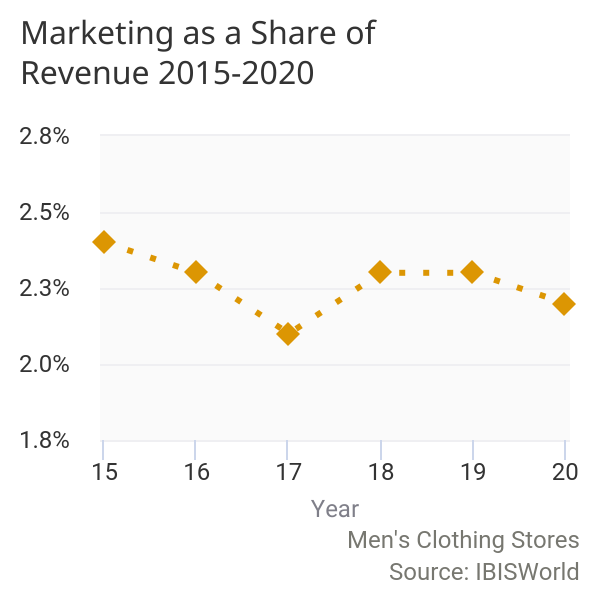 Marketing as a Share of
Revenue 2015-2020
2.8%
2.5%
2.3%
2.0%
1.8%
15 16 17 18 19 20
Year
Men's Clothing Stores
Source: IBISWorld